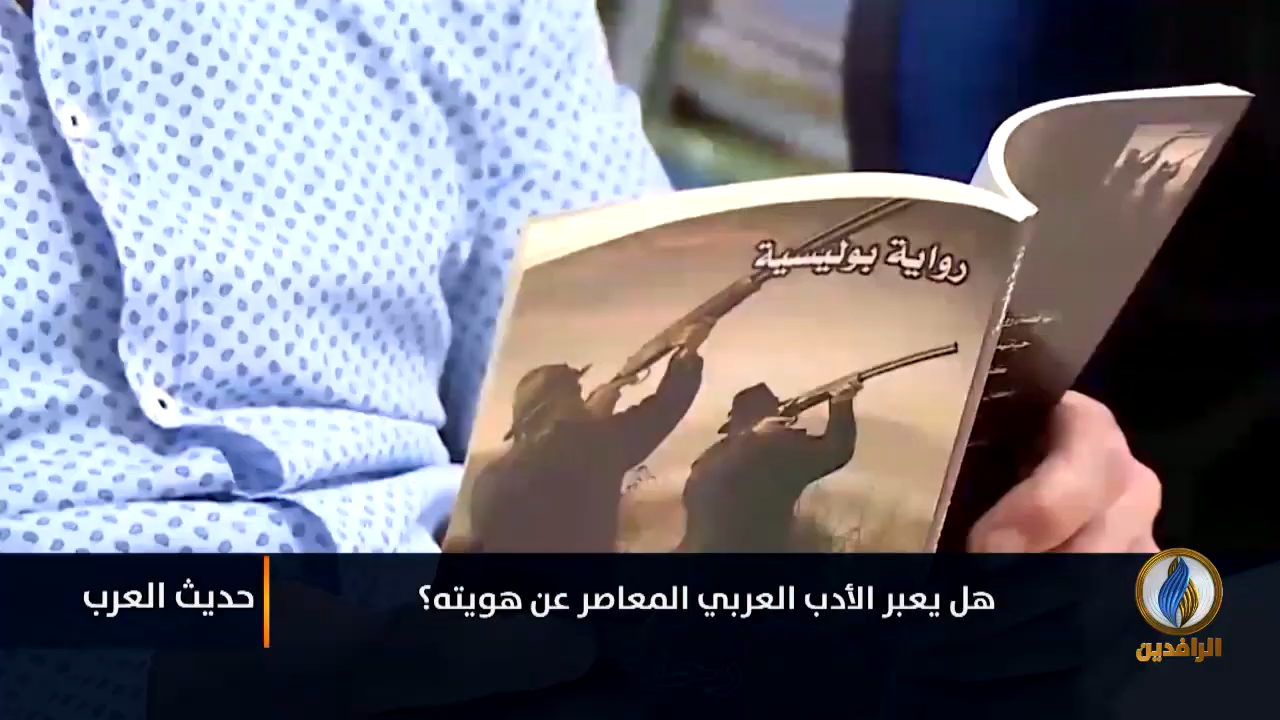 رواية بوليسية
هل يعبر الأدب العربي المعاصر عن هويته؟
حديث العرب
الرافدين